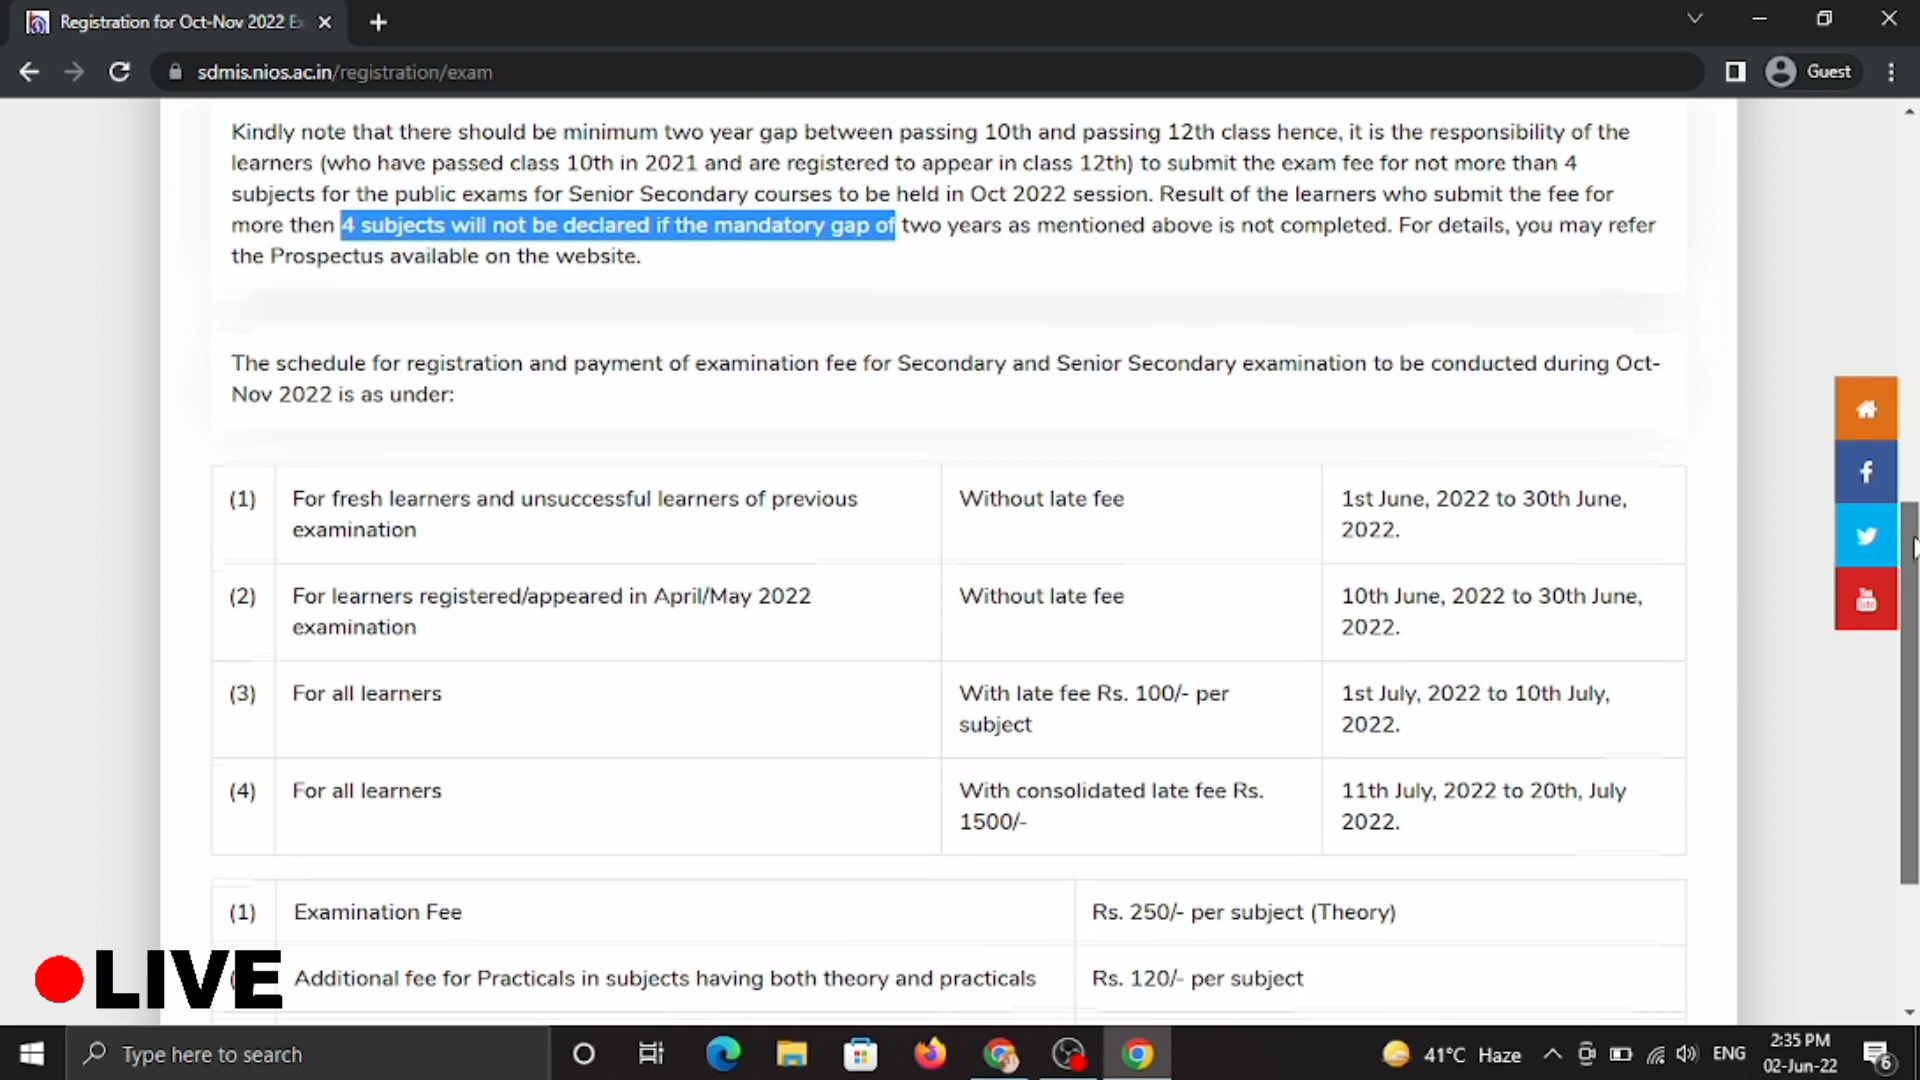 Registration for Oct-Nov 2022 E
sdmis.nios.ac.in/registration/exam
Guest
Kindly note that there should be minimum two year gap between passing 10th and passing 12th class hence, it is the responsibility of the
learners (who have passed class 10th in 2021 and are registered to appear in class 12th) to submit the exam fee for not more than 4
subjects for the public exams for Senior Secondary courses to be held in Oct 2022 session. Result of the learners who submit the fee for
more then 4 subjects will not be declared if the mandatory gap of two years as mentioned above is not completed. For details, you may refer
the Prospectus available on the website.
The schedule for registration and payment of examination fee for Secondary and Senior Secondary examination to be conducted during Oct-
Nov 2022 is as under:
(1) For fresh learners and unsuccessful learners of previous Without late fee 1st June, 2022 to 30th June,
examination 2022.
(2) For learners registered/appeared in April/May 2022 Without late fee 10th June, 2022 to 30th June,
examination 2022.
(3) For all learners With late fee Rs. 100/- per 1st July, 2022 to 10th July,
subject 2022.
(4) For all learners With consolidated late fee Rs. 11th July, 2022 to 20th, July
1500/- 2022.
(1) Examination Fee Rs. 250/- per subject (Theory)
Additional fee for Practicals in subjects having both theory and practicals Rs. 120/- per subject
LIVE
Type here to search
41°C Haze
ENG
2:35 PM
02-Jun-22
6